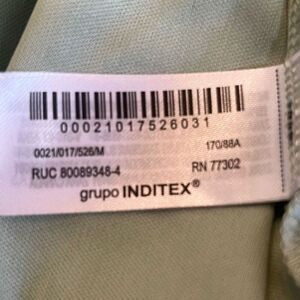 00021017526031
0021/017/526/M 170/88A
RUC 80089348-4 RN 77302
grupo INDITEX®